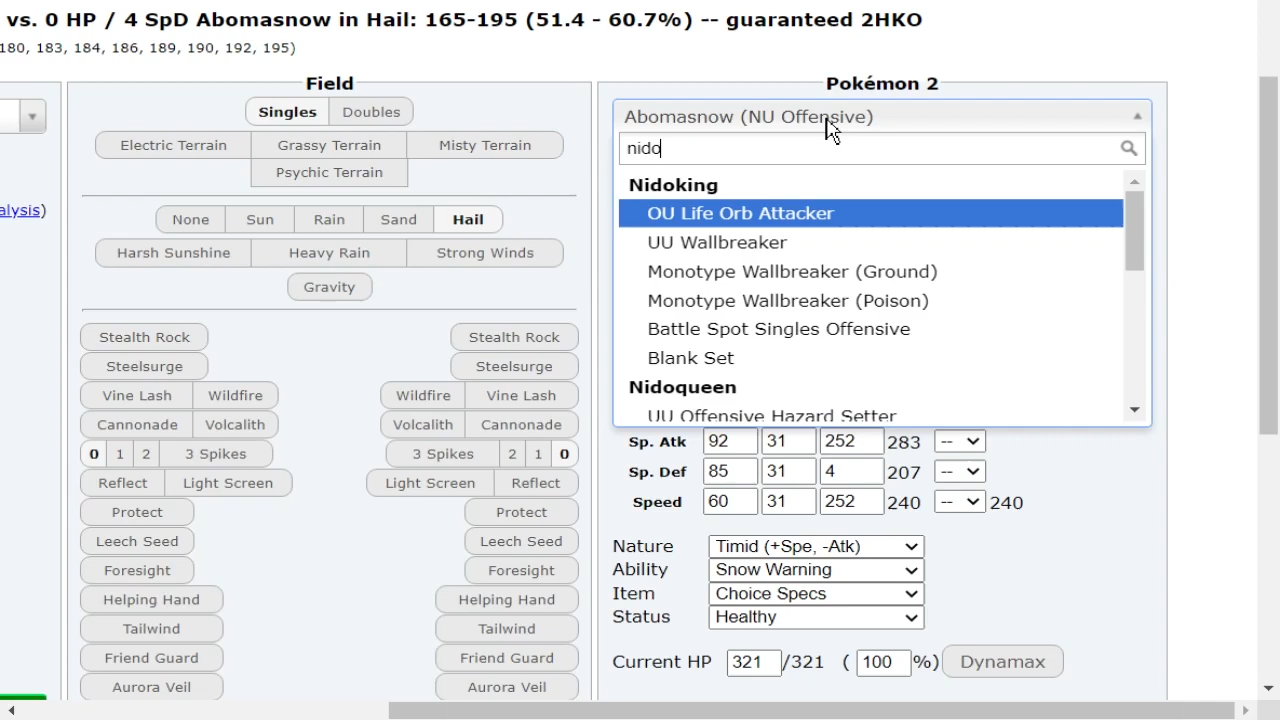 vs. 0 HP / 4 SpD Abomasnow in Hail: 165-195 (51.4 - 60.7%) -- guaranteed 2HKO
180, 183, 184, 186, 189, 190, 192, 195)
Field
Singles Doubles
Electric Terrain Grassy Terrain Misty Terrain
Psychic Terrain
alysis)
None Sun Rain Sand Hail
Harsh Sunshine Heavy Rain Strong Winds
Gravity
Stealth Rock Stealth Rock
Steelsurge Steelsurge
Vine Lash Wildfire Wildfire Vine Lash
Cannonade Volcalith Volcalith Cannonade
0 1 2 3 Spikes 3 Spikes 2 1 0
Reflect Light Screen Light Screen Reflect
Protect Protect
Leech Seed Leech Seed
Foresight Foresight
Helping Hand Helping Hand
Tailwind Tailwind
Friend Guard Friend Guard
Aurora Veil Aurora Veil
Pokémon 2
Abomasnow (NU Offensive)
nido
Nidoking
OU Life Orb Attacker
UU Wallbreaker
Monotype Wallbreaker (Ground)
Monotype Wallbreaker (Poison)
Battle Spot Singles Offensive
Blank Set
Nidoqueen
UU Offensive Hazard Setter
Sp. Atk 92 31 252 283 --
Sp. Def 85 31 4 207 --
Speed 60 31 252 240 -- 240
Nature Timid (+Spe, -Atk)
Ability Snow Warning
Item Choice Specs
Status Healthy
Current HP 321 /321 ( 100 %) Dynamax